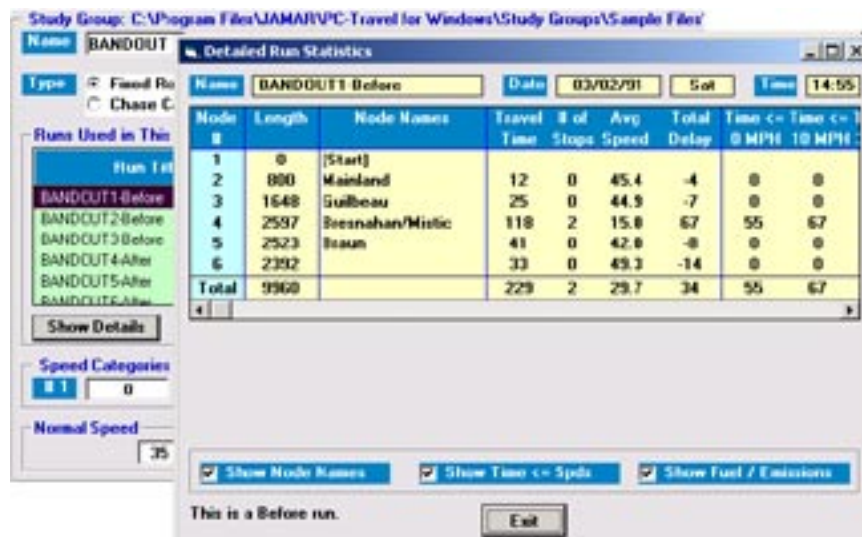 Study Group: C:\Program Files\JAMAR\PC-Travel for Windows\Study Groups\Sample Files'
Name BANDOUT
Type Fixed Ro
Chase C
Runs Used in This
Run Titl
BANDOUT1-Before
BANDOUT2-Before
BANDOUT3-Before
BANDOUT4-After
BANDOUT5-After
BANDOUT6-After
Show Details
Speed Categories
# 1 0
Normal Speed
35
Detailed Run Statistics
Name BANDOUT1-Before Date 03/02/91 Sat Time 14:55
Node # Length Node Names Travel Time # of Stops Avg Speed Total Delay Time <= 0 MPH Time <= 10 MPH
1 0 [Start]
2 800 Mainland 12 0 45.4 -4 0 0
3 1648 Guilbeau 25 0 44.9 -7 0 0
4 2597 Bresnahan/Mistic 118 2 15.0 67 55 67
5 2523 Braun 41 0 42.0 -8 0 0
6 2392 33 0 49.3 -14 0 0
Total 9960 229 2 29.7 34 55 67
Show Node Names Show Time <= Spds Show Fuel / Emissions
This is a Before run.
Exit